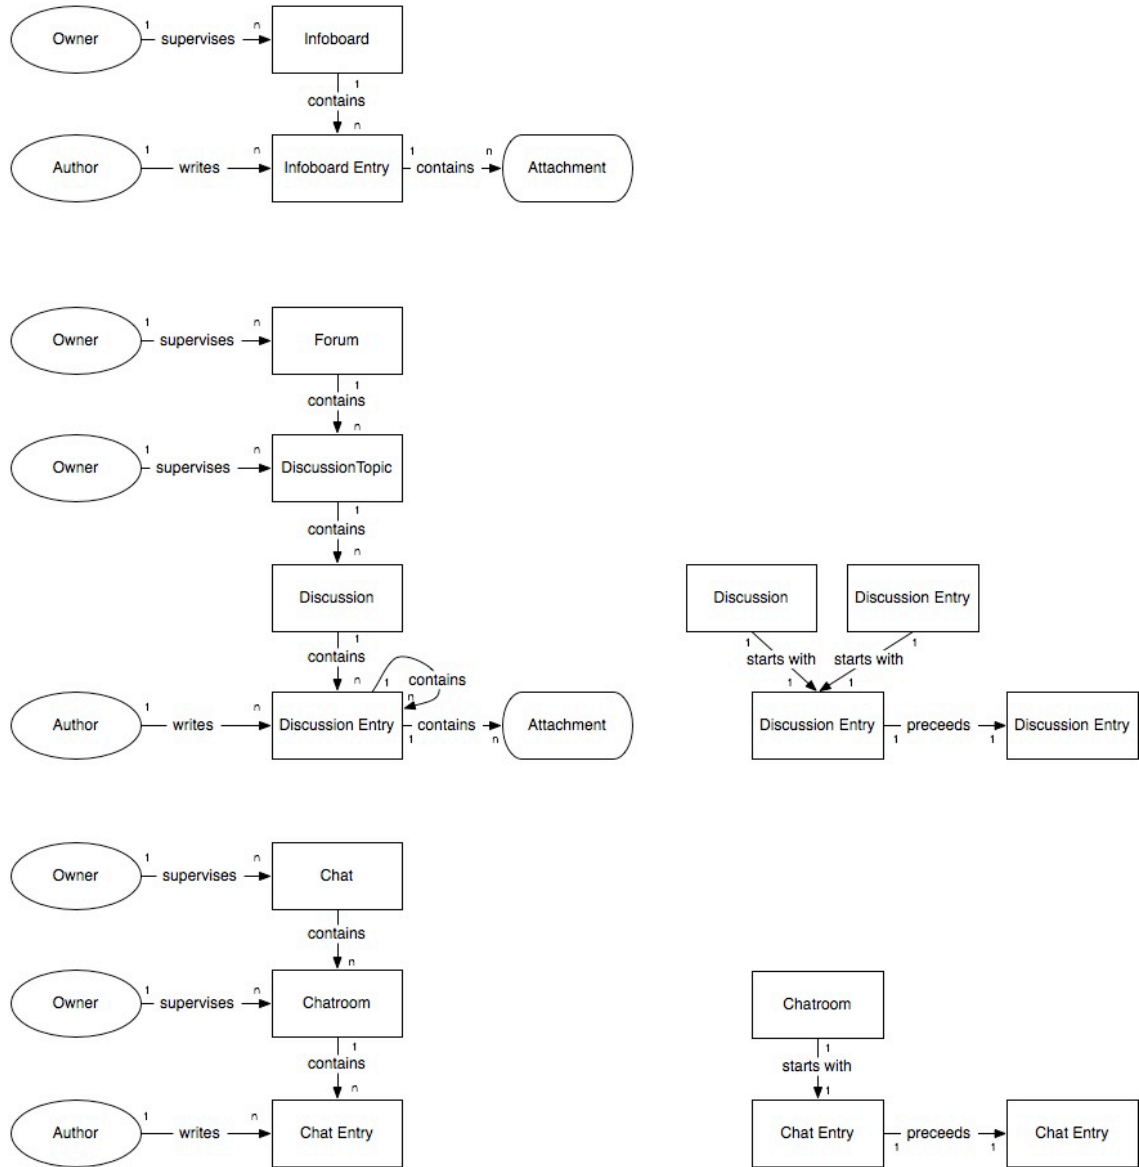 1 n
Owner supervises Infoboard
1
contains
n
1 n 1 n
Author writes Infoboard Entry contains Attachment
1 n
Owner supervises Forum
1
contains
n
1 n
Owner supervises DiscussionTopic
1
contains
n
Discussion Discussion Discussion Entry
1 1 1
contains starts with starts with
contains
n 1 n 1 1
1 n
Author writes Discussion Entry contains Attachment Discussion Entry preceeds Discussion Entry
1 n 1 1
1 n
Owner supervises Chat
contains
n
1 n
Owner supervises Chatroom Chatroom
1 1
contains starts with
n 1
1 n
Author writes Chat Entry Chat Entry preceeds Chat Entry
1 1